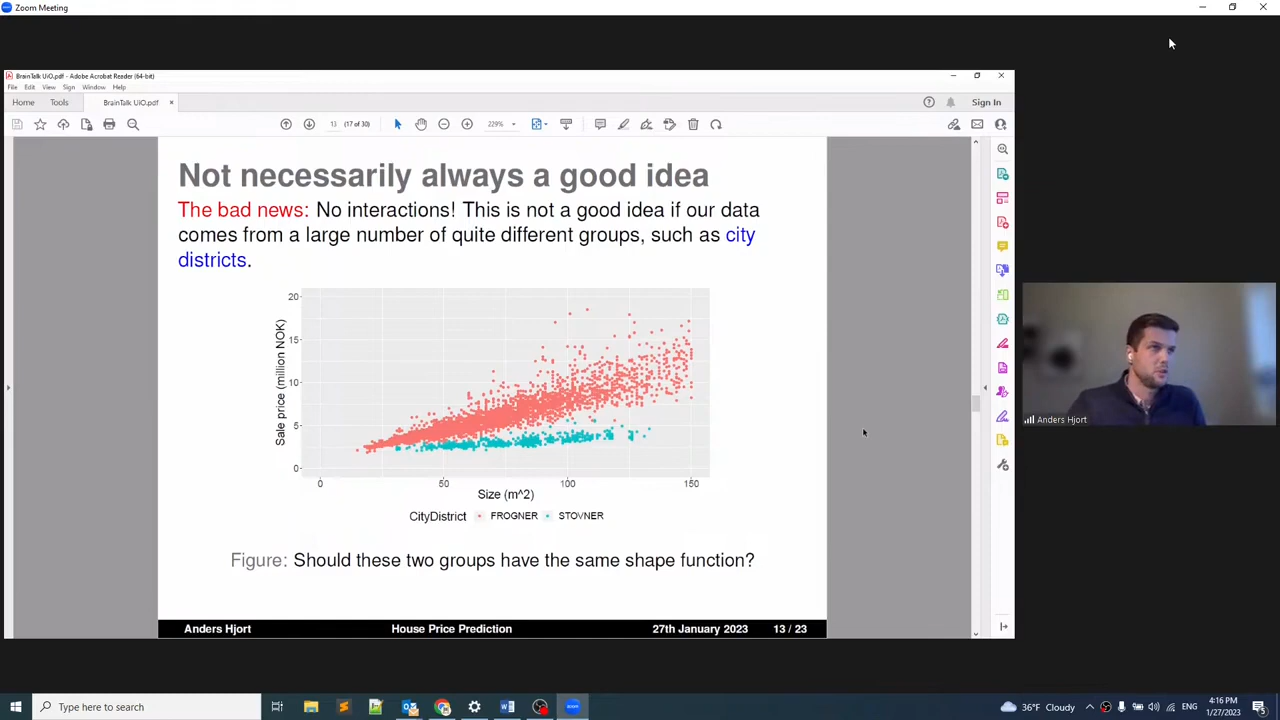 Zoom Meeting
BrainTalk UiO.pdf - Adobe Acrobat Reader (64-bit)
File Edit View Sign Window Help
Home Tools BrainTalk UiO.pdf × Sign In
13 (17 of 30) 229%
Not necessarily always a good idea
The bad news: No interactions! This is not a good idea if our data
comes from a large number of quite different groups, such as city
districts.
20
15
10
5
0
Sale price (million NOK)
0 50 100 150
Size (m^2)
CityDistrict FROGNER STOVNER
Figure: Should these two groups have the same shape function?
Anders Hjort House Price Prediction 27th January 2023 13 / 23
Anders Hjort
Type here to search
36°F Cloudy ENG 4:16 PM
1/27/2023